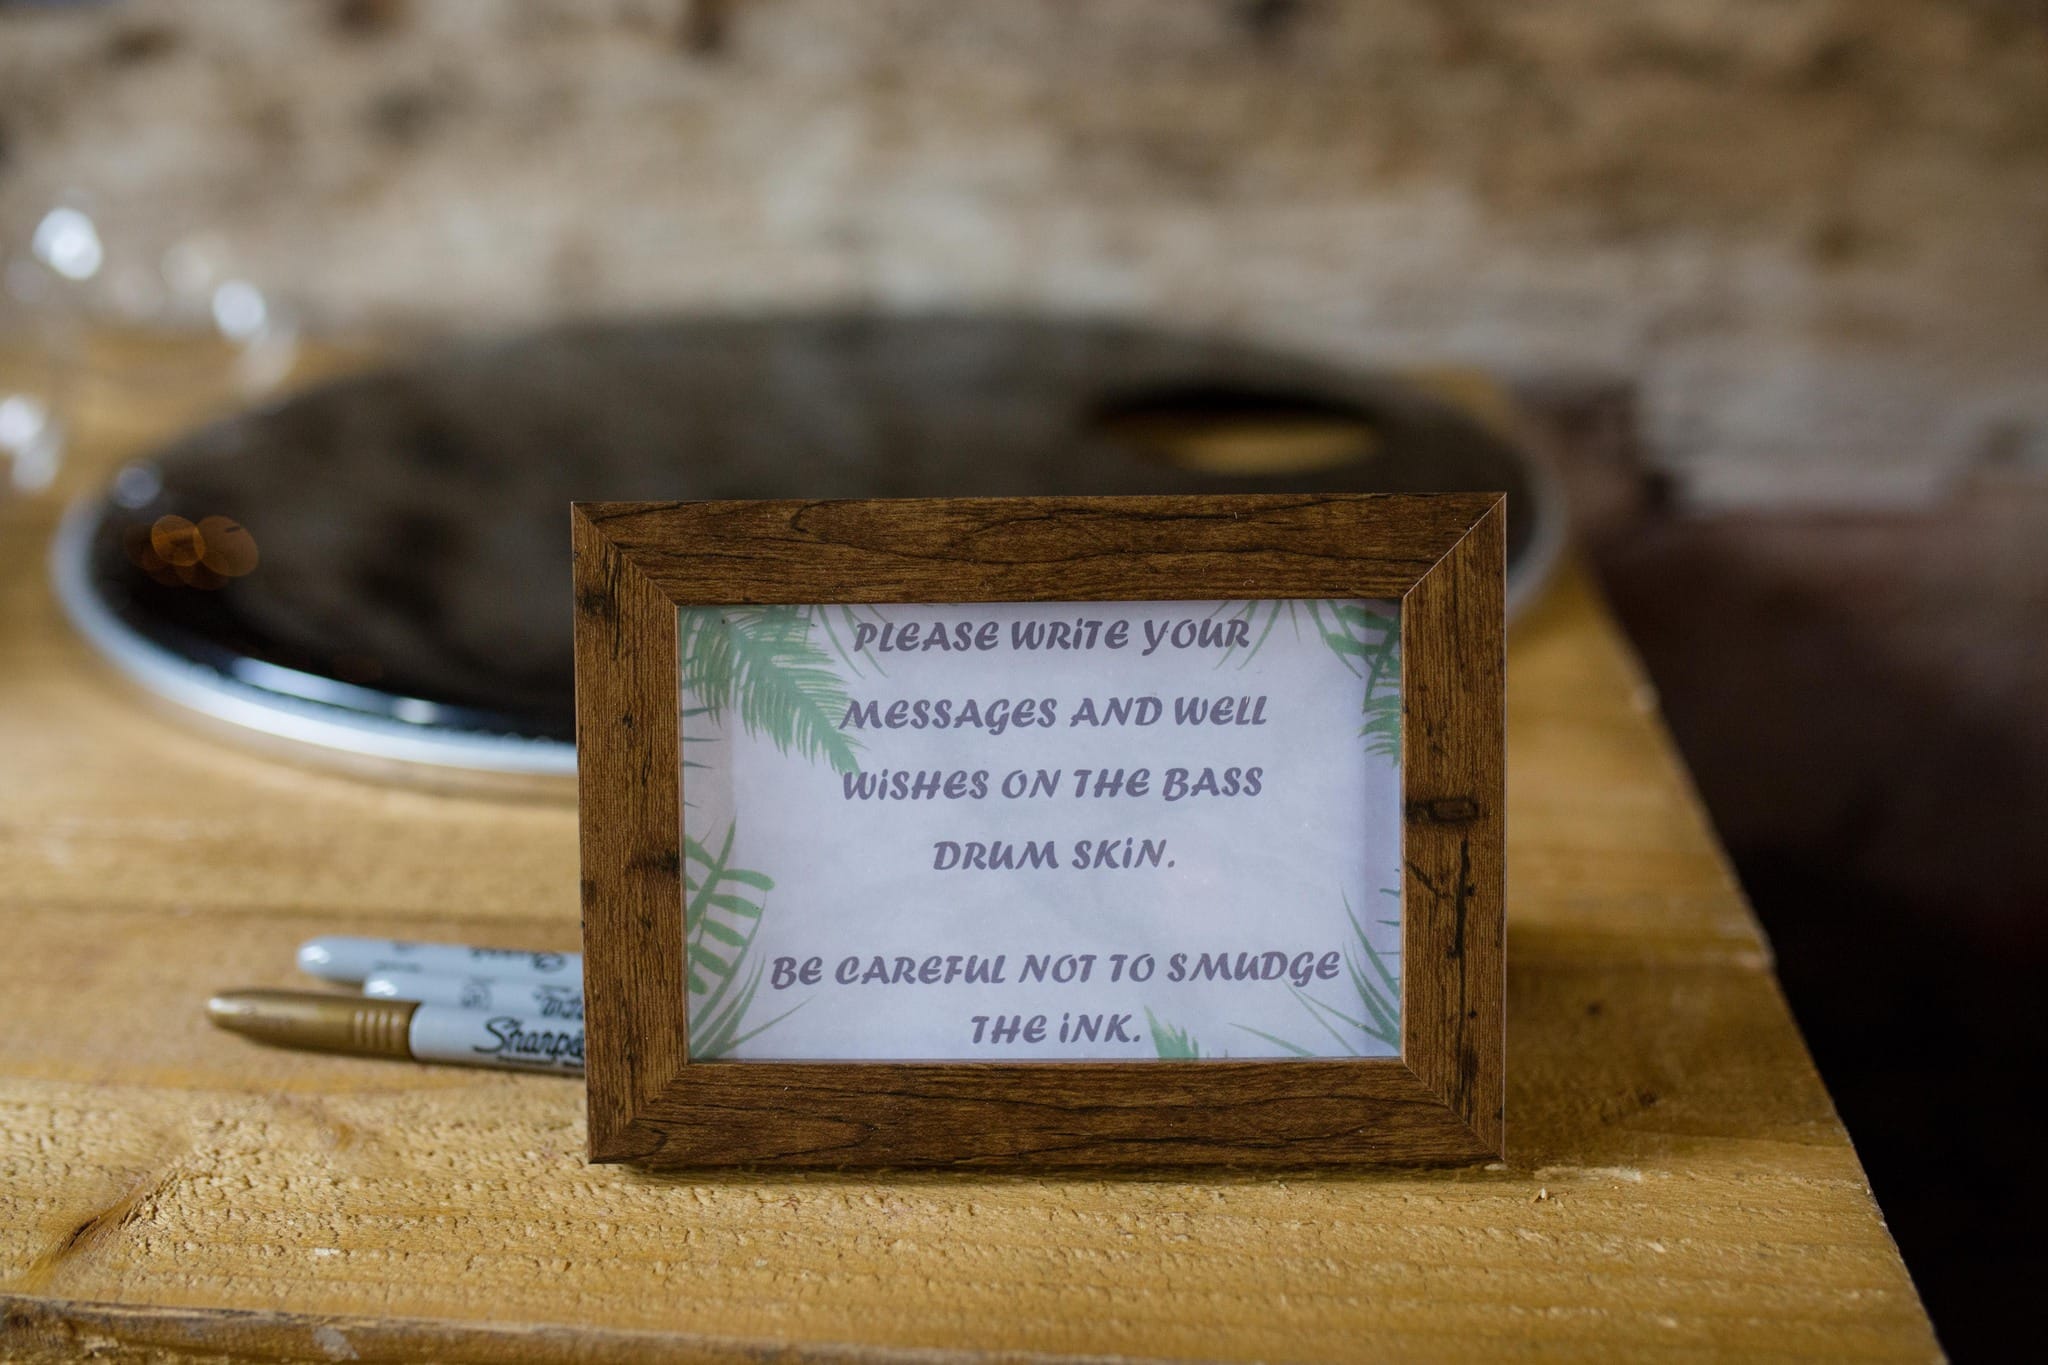 PLEASE WRiTE YOUR
MESSAGES AND WELL
WiSHES ON THE BASS
DRUM SKiN.
BE CAREFUL NOT TO SMUDGE
THE iNK.
Sharpie